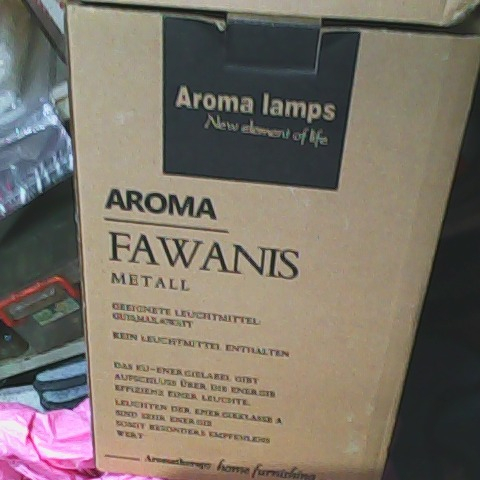 Aroma lamps
New element of life
AROMA
FAWANIS
METALL
GEEIGNETE LEUCHTMITTEL:
KEIN LEUCHTMITTEL ENTHALTEN
DAS EU-ENERGIELABEL GIBT
AUFSCHLUSS ÜBER DIE ENERGIE
EFFIZIENZ EINER LEUCHTE.
LEUCHTEN DER ENERGIEKLASSE A
SIND SEHR ENERGIE
SOMIT BESONDERS EMPFEHLENS
WERT
Aromatherapy home furnishing